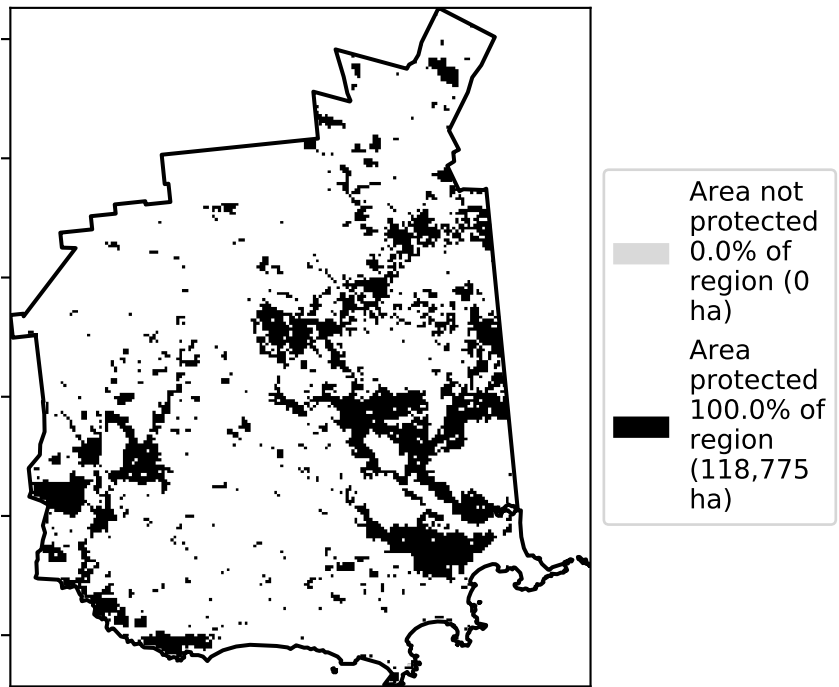 Area not
protected
0.0% of
region (0
ha)
Area
protected
100.0% of
region
(118,775
ha)